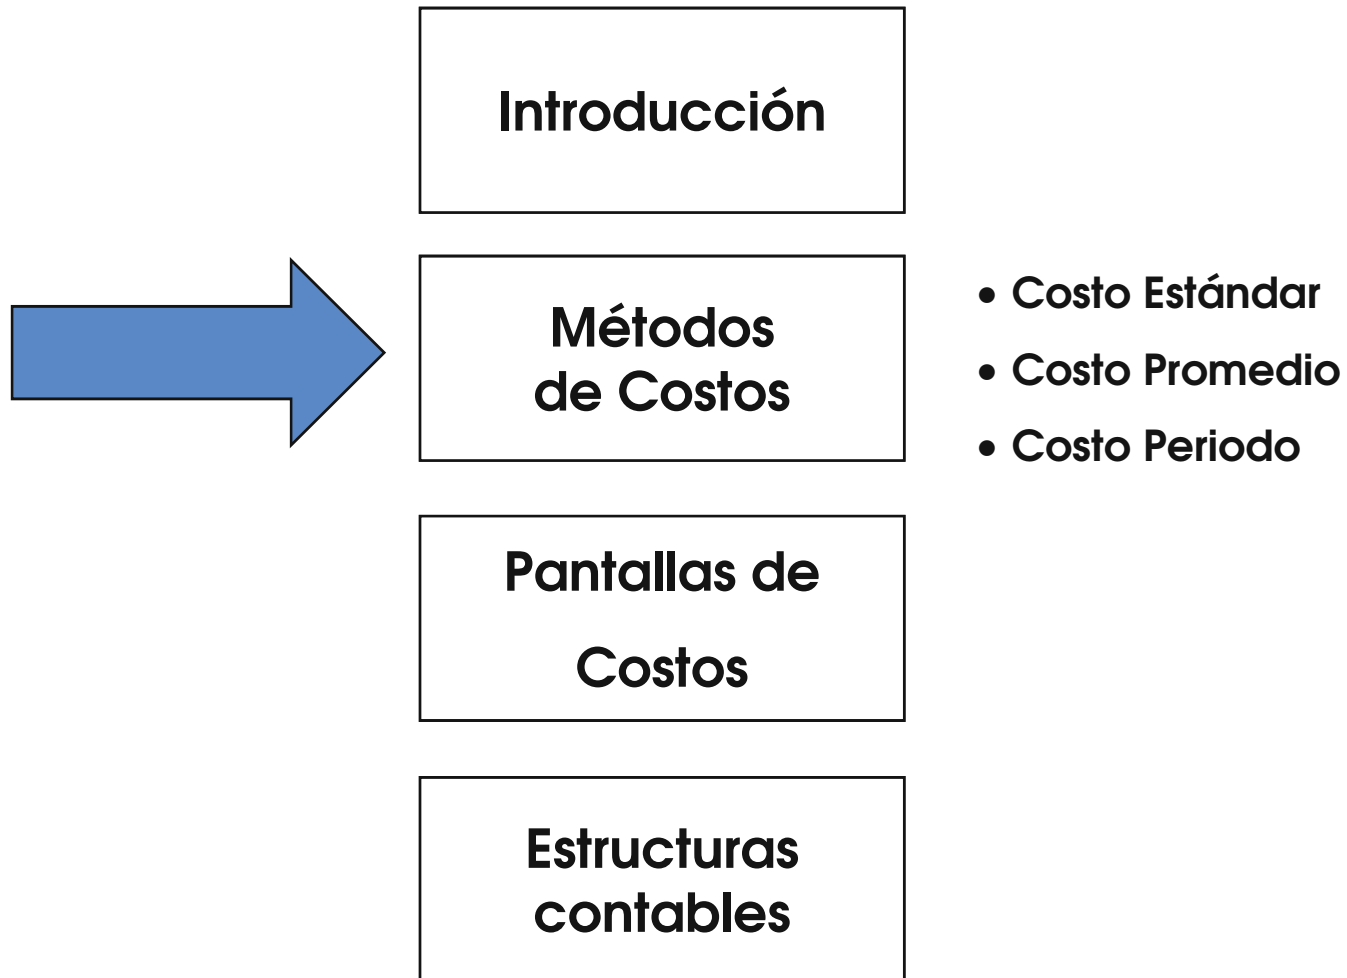 Introducción
Métodos
de Costos
• Costo Estándar
• Costo Promedio
• Costo Periodo
Pantallas de
Costos
Estructuras
contables